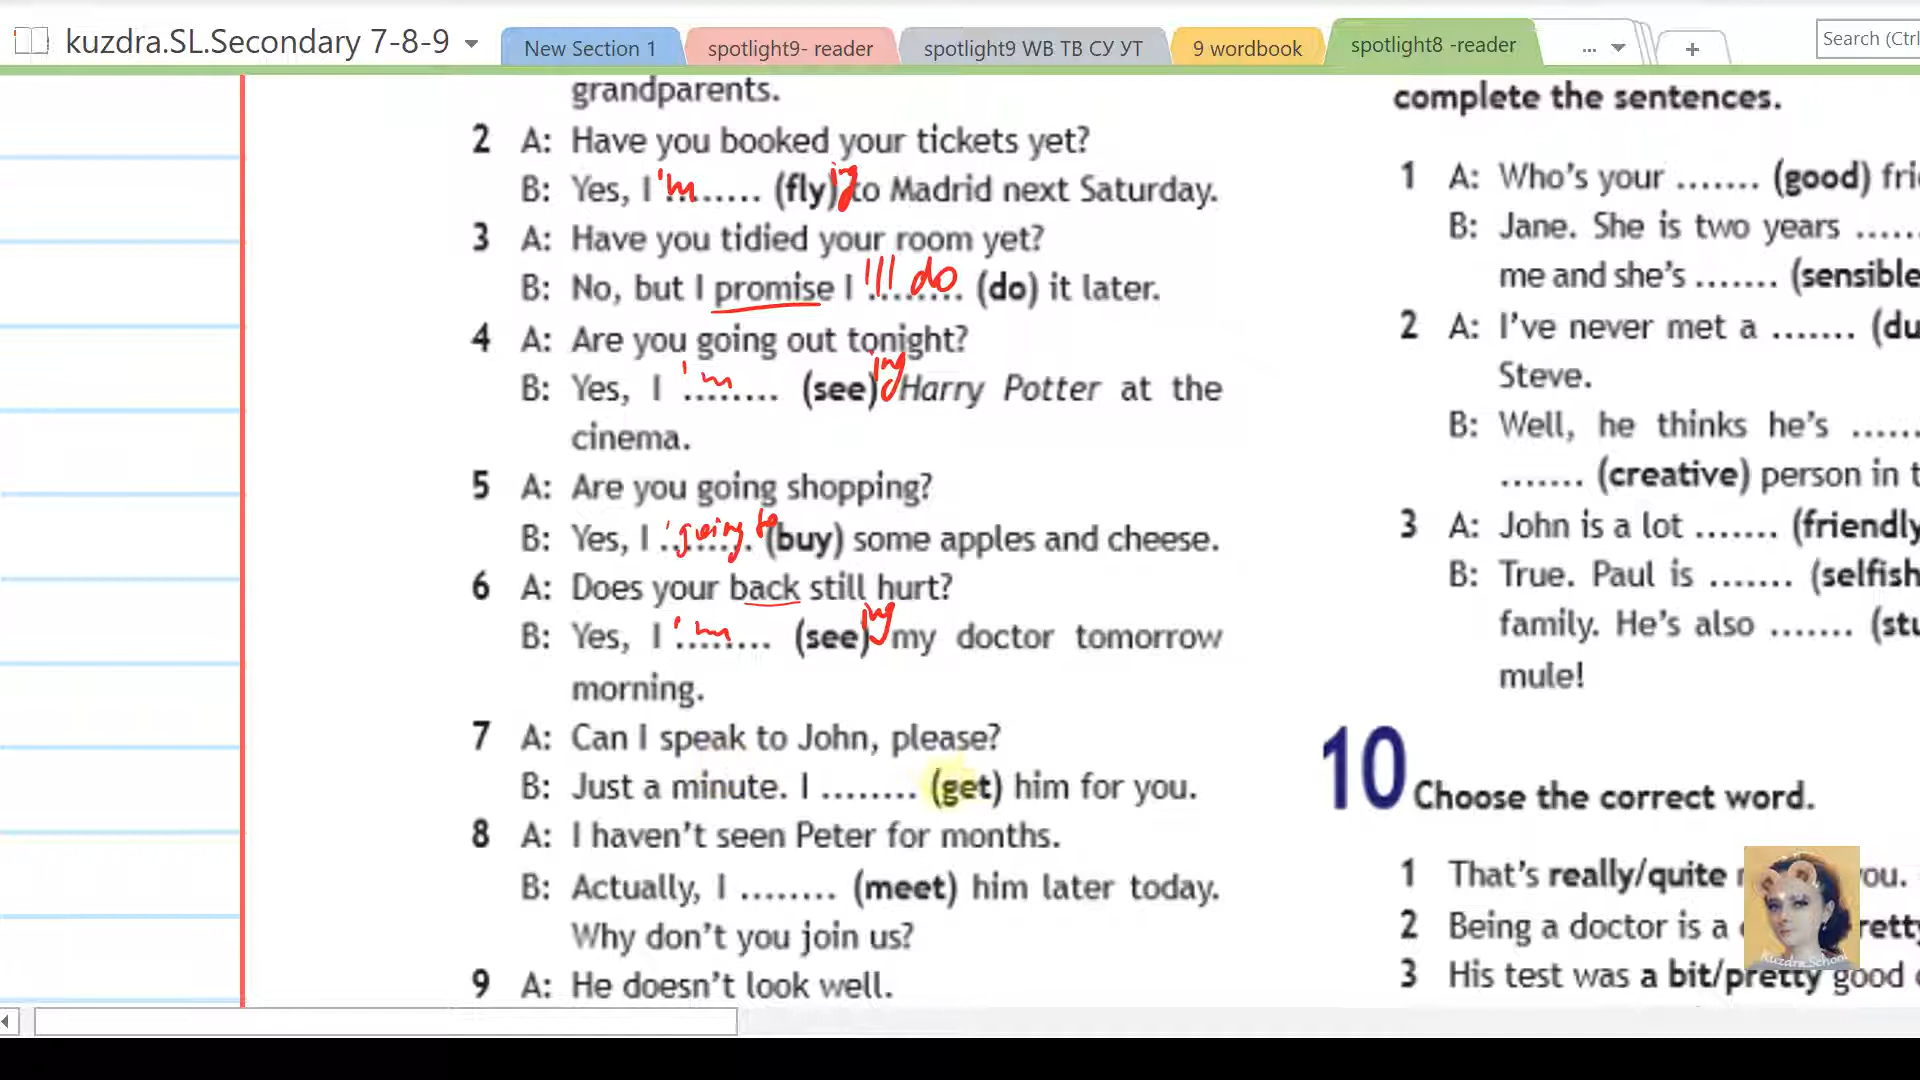 kuzdra.SL.Secondary 7-8-9
New Section 1
spotlight9- reader
spotlight9 WB ТВ СУ УТ
9 wordbook
spotlight8 -reader
...
+
Search (Ctrl
grandparents.
2 A: Have you booked your tickets yet?
B: Yes, I 'm ........ (fly) ing to Madrid next Saturday.
3 A: Have you tidied your room yet?
B: No, but I promise I 'll do ........ (do) it later.
4 A: Are you going out tonight?
B: Yes, I 'm ........ (see) ing Harry Potter at the
cinema.
5 A: Are you going shopping?
B: Yes, I ' going to ........ (buy) some apples and cheese.
6 A: Does your back still hurt?
B: Yes, I 'm ........ (see) ing my doctor tomorrow
morning.
7 A: Can I speak to John, please?
B: Just a minute. I ........ (get) him for you.
8 A: I haven't seen Peter for months.
B: Actually, I ........ (meet) him later today.
Why don't you join us?
9 A: He doesn't look well.
complete the sentences.
1 A: Who's your ....... (good) frie
B: Jane. She is two years .....
me and she's ....... (sensible
2 A: I've never met a ....... (du
Steve.
B: Well, he thinks he's .....
....... (creative) person in t
3 A: John is a lot ....... (friendly
B: True. Paul is ....... (selfish
family. He's also ....... (stu
mule!
10 Choose the correct word.
1 That's really/quite you.
2 Being a doctor is a retty
3 His test was a bit/pretty good
Kuzdra.School